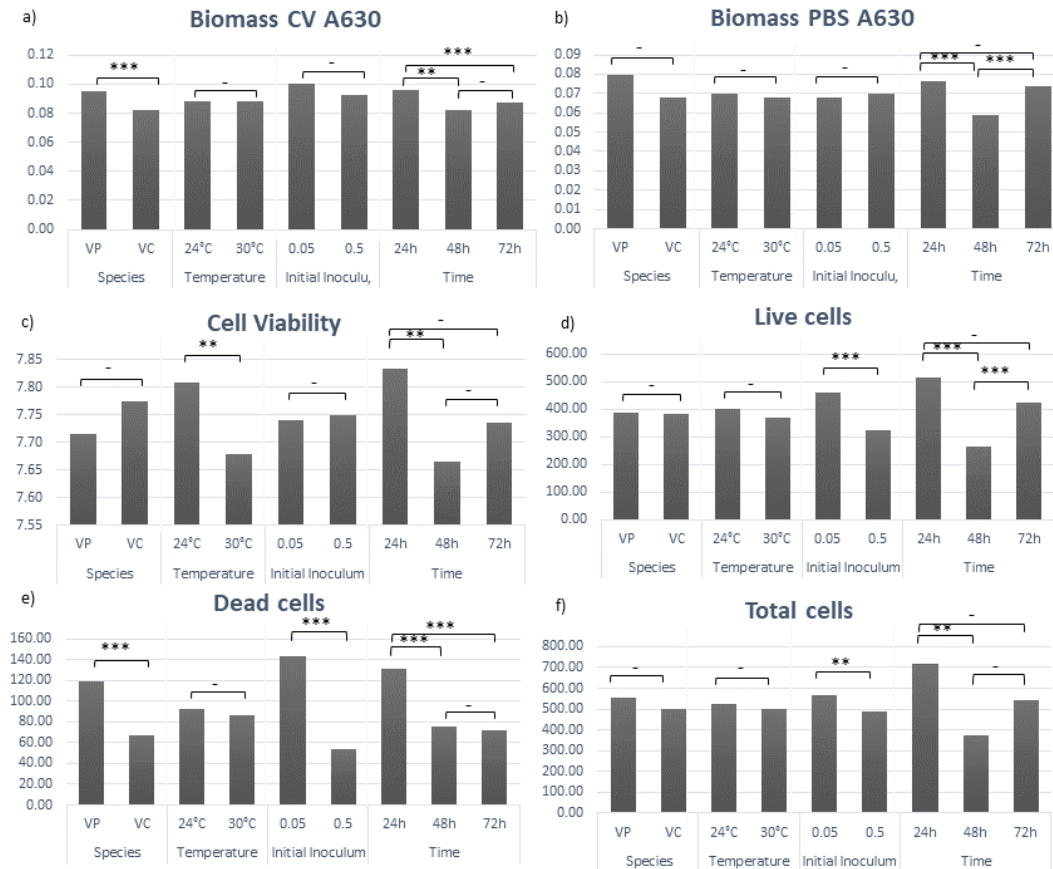 a) Biomass CV A630
0.12
0.10
0.08
0.06
0.04
0.02
0.00
*** - - *** ** -
VP VC 24°C 30°C 0.05 0.5 24h 48h 72h
Species Temperature Initial Inoculu, Time
b) Biomass PBS A630
0.09
0.08
0.07
0.06
0.05
0.04
0.03
0.02
0.01
0.00
- - - - *** ***
VP VC 24°C 30°C 0.05 0.5 24h 48h 72h
Species Temperature Initial Inoculu, Time
c) Cell Viability
7.85
7.80
7.75
7.70
7.65
7.60
7.55
- ** - - ** -
VP VC 24°C 30°C 0.05 0.5 24h 48h 72h
Species Temperature Initial Inoculum Time
d) Live cells
600.00
500.00
400.00
300.00
200.00
100.00
0.00
- - *** - *** ***
VP VC 24°C 30°C 0.05 0.5 24h 48h 72h
Species Temperature Initial Inoculum Time
e) Dead cells
160.00
140.00
120.00
100.00
80.00
60.00
40.00
20.00
0.00
*** - *** *** *** -
VP VC 24°C 30°C 0.05 0.5 24h 48h 72h
Species Temperature Initial Inoculum Time
f) Total cells
800.00
700.00
600.00
500.00
400.00
300.00
200.00
100.00
0.00
- - ** - ** -
VP VC 24°C 30°C 0.05 0.5 24h 48h 72h
Species Temperature Initial Inoculum Time